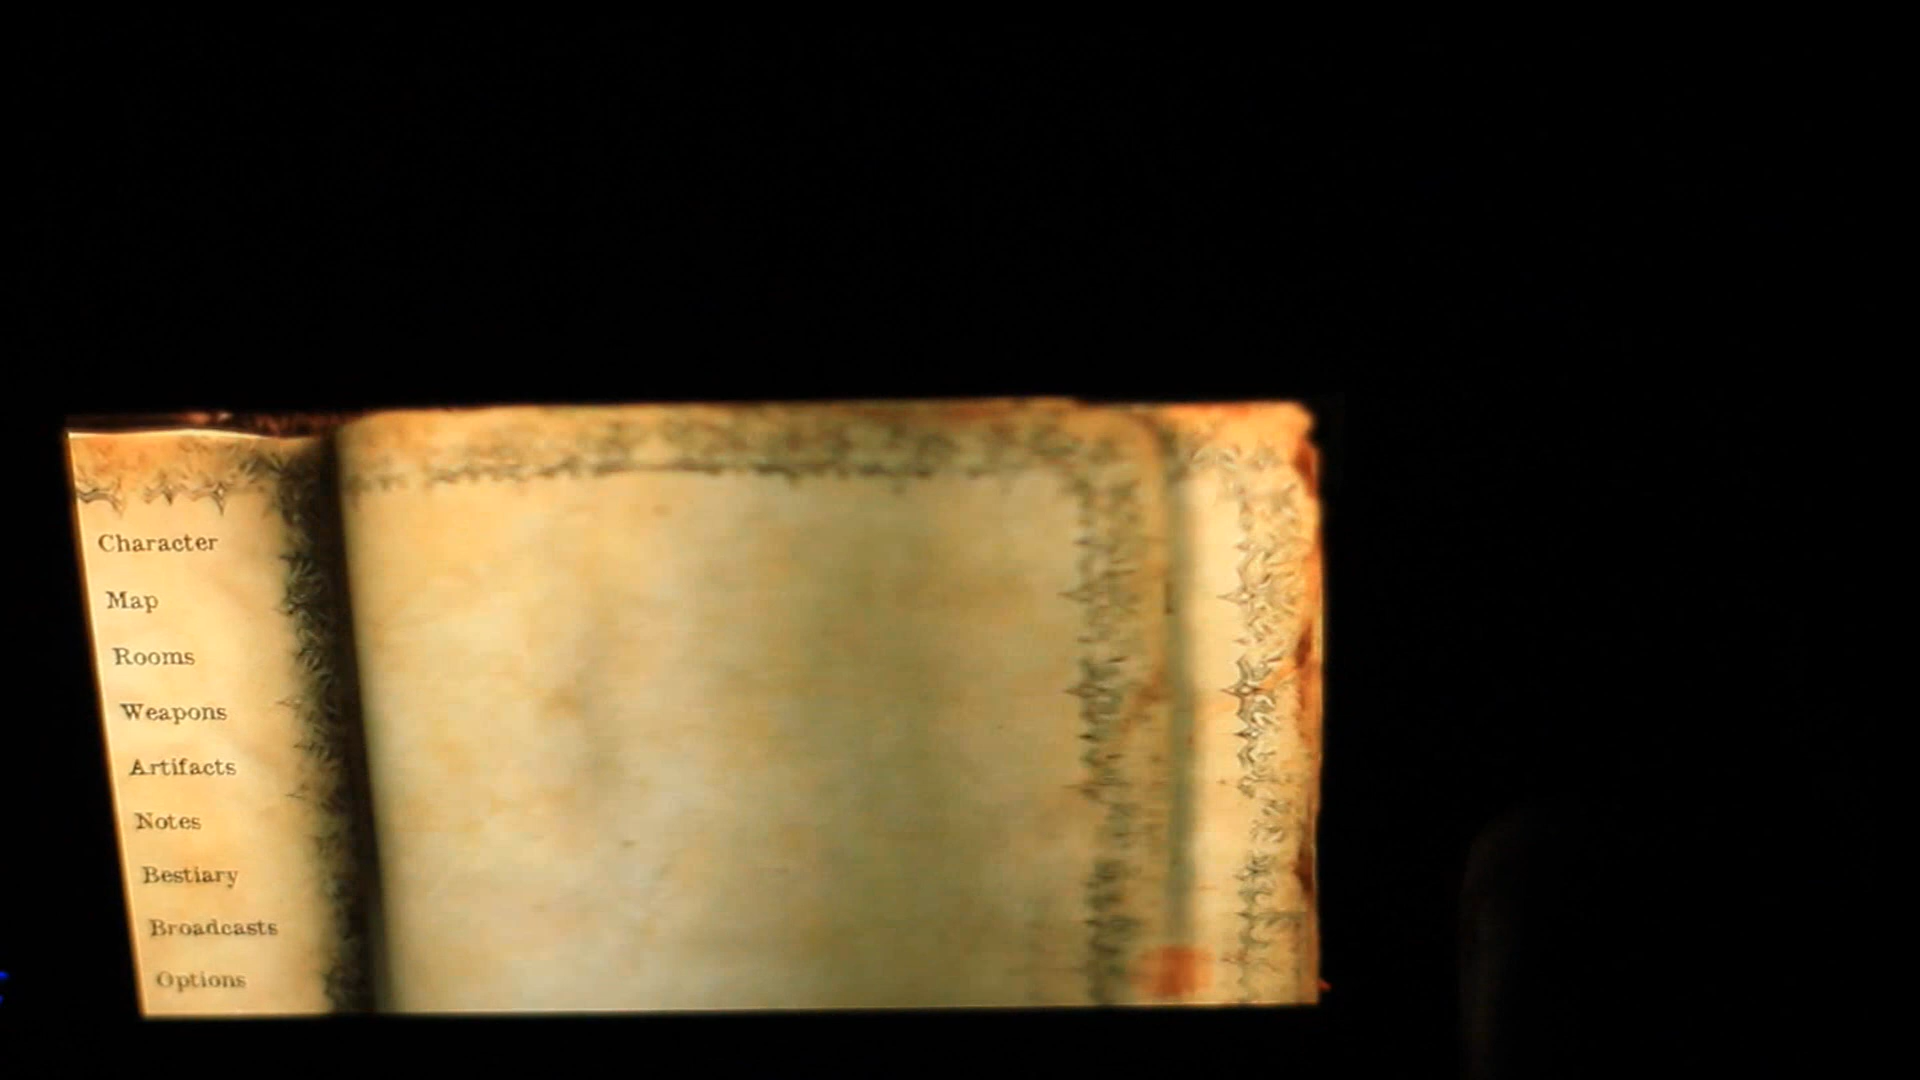 Character
Map
Rooms
Weapons
Artifacts
Notes
Bestiary
Broadcasts
Options